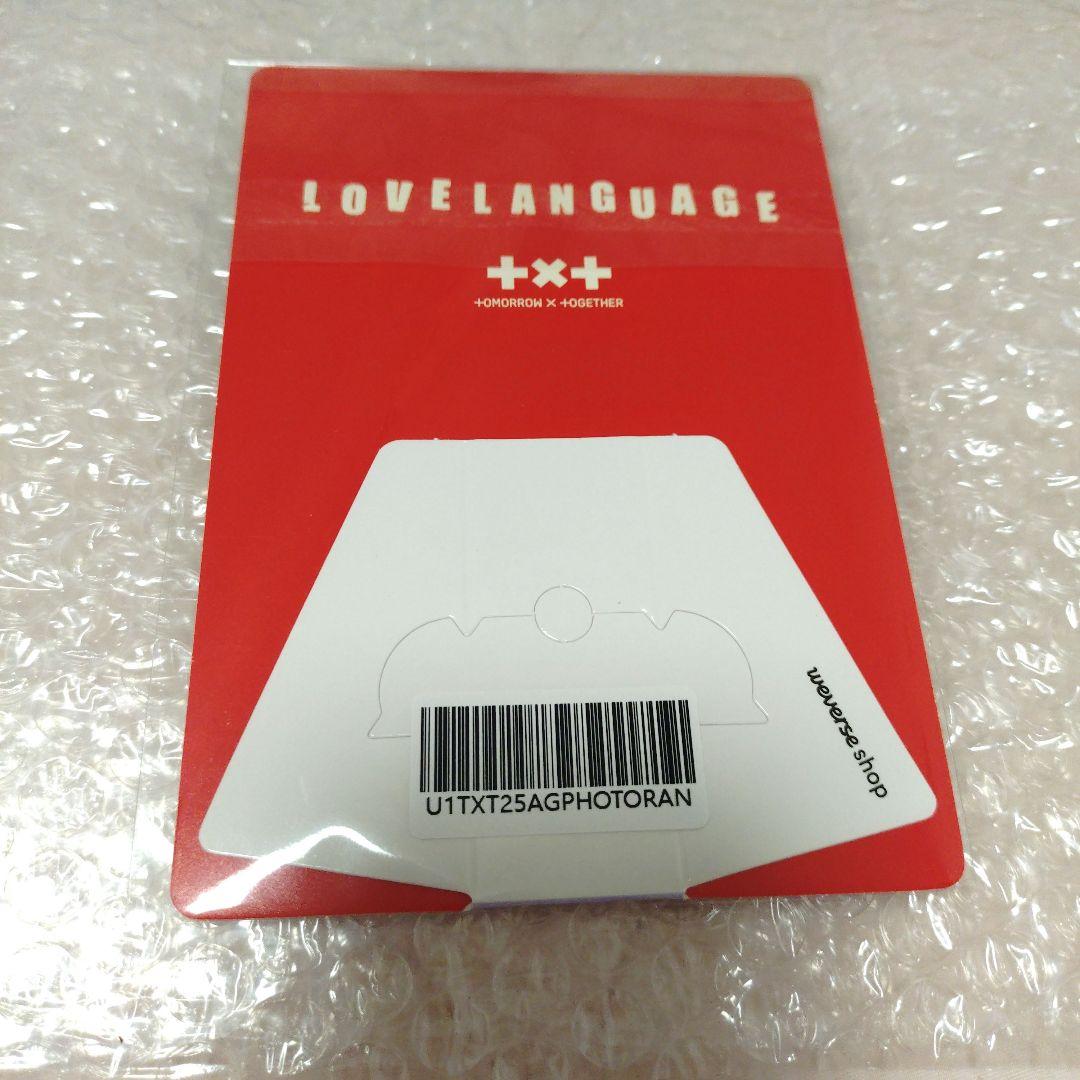 LOVE LANGUAGE
+×+
+OMORROW × +OGETHER
weverse shop
U1TXT25AGPHOTORAN